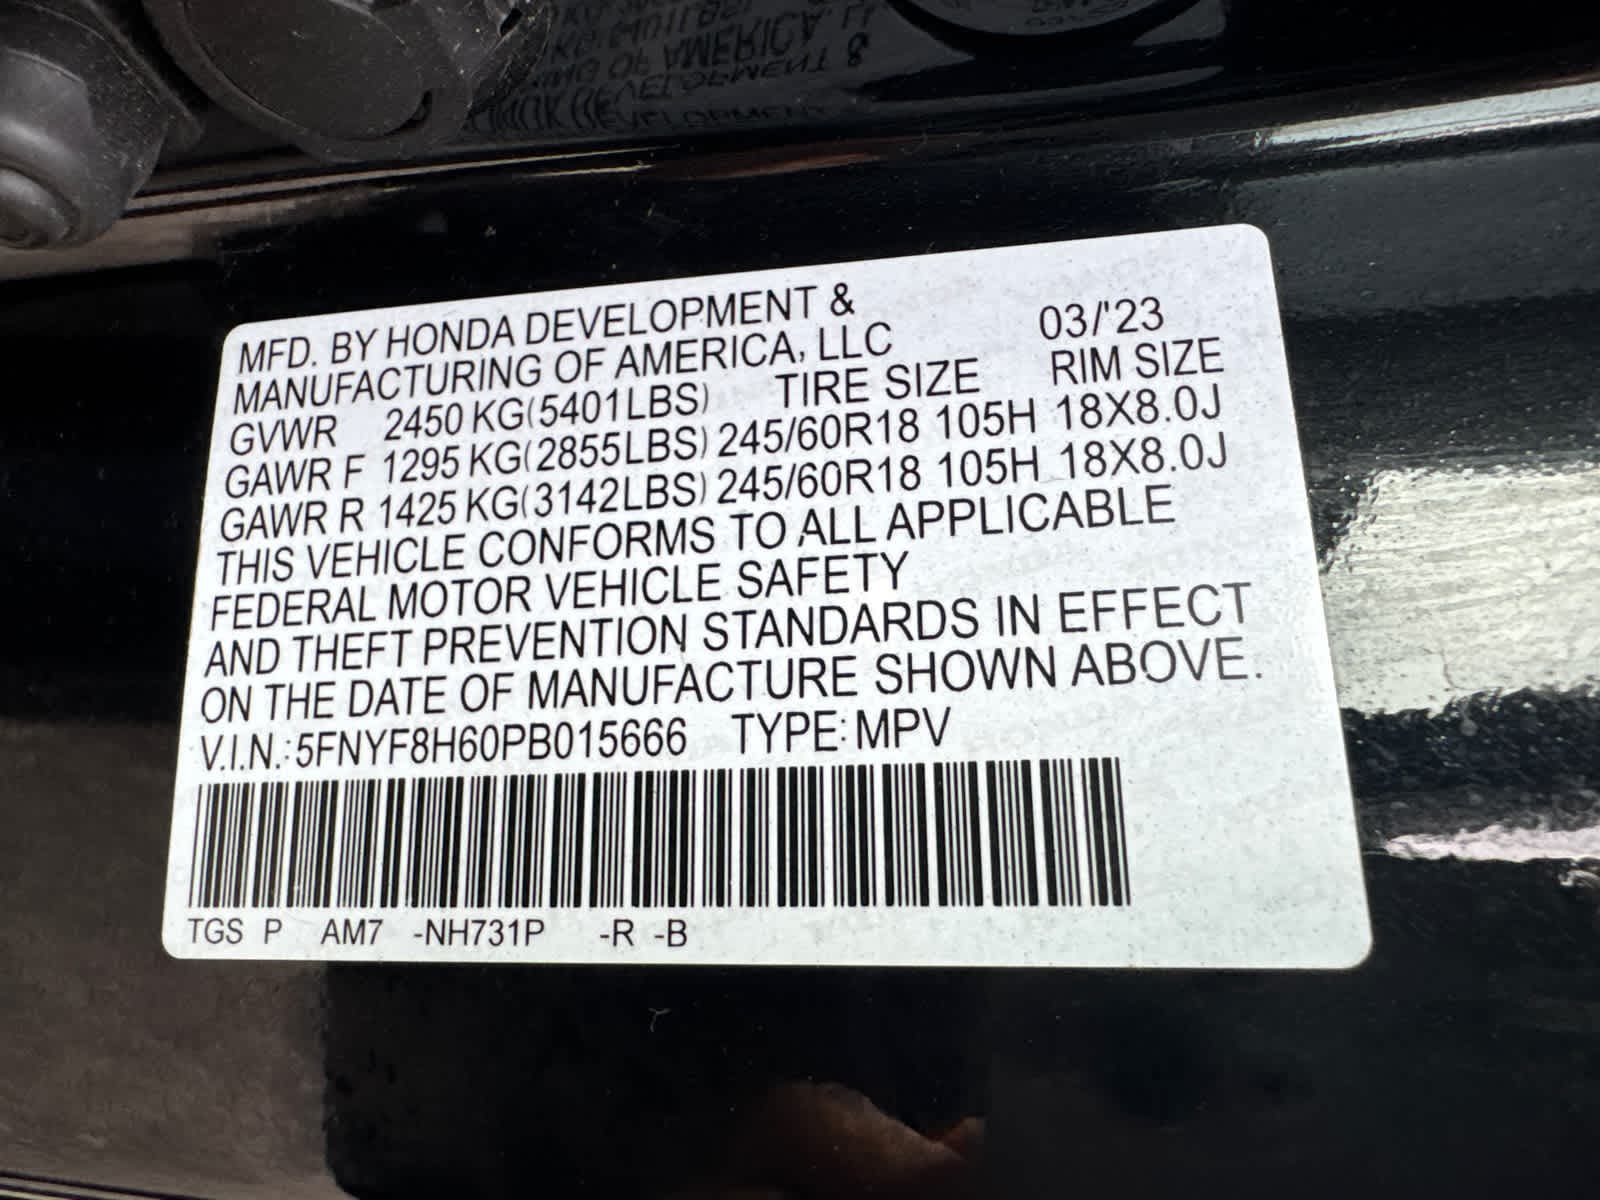 MFD. BY HONDA DEVELOPMENT &
MANUFACTURING OF AMERICA, LLC 03/'23
GVWR 2450 KG(5401LBS) TIRE SIZE RIM SIZE
GAWR F 1295 KG(2855LBS) 245/60R18 105H 18X8.0J
GAWR R 1425 KG(3142LBS) 245/60R18 105H 18X8.0J
THIS VEHICLE CONFORMS TO ALL APPLICABLE
FEDERAL MOTOR VEHICLE SAFETY
AND THEFT PREVENTION STANDARDS IN EFFECT
ON THE DATE OF MANUFACTURE SHOWN ABOVE.
V.I.N.: 5FNYF8H60PB015666 TYPE: MPV
TGS P AM7 -NH731P -R -B